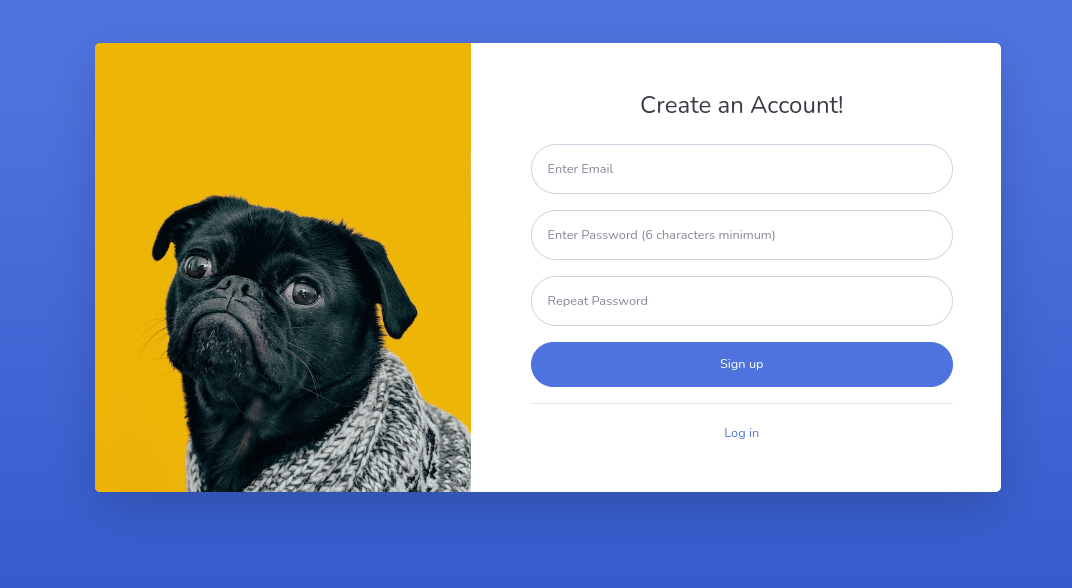 Create an Account!
Enter Email
Enter Password (6 characters minimum)
Repeat Password
Sign up
Log in